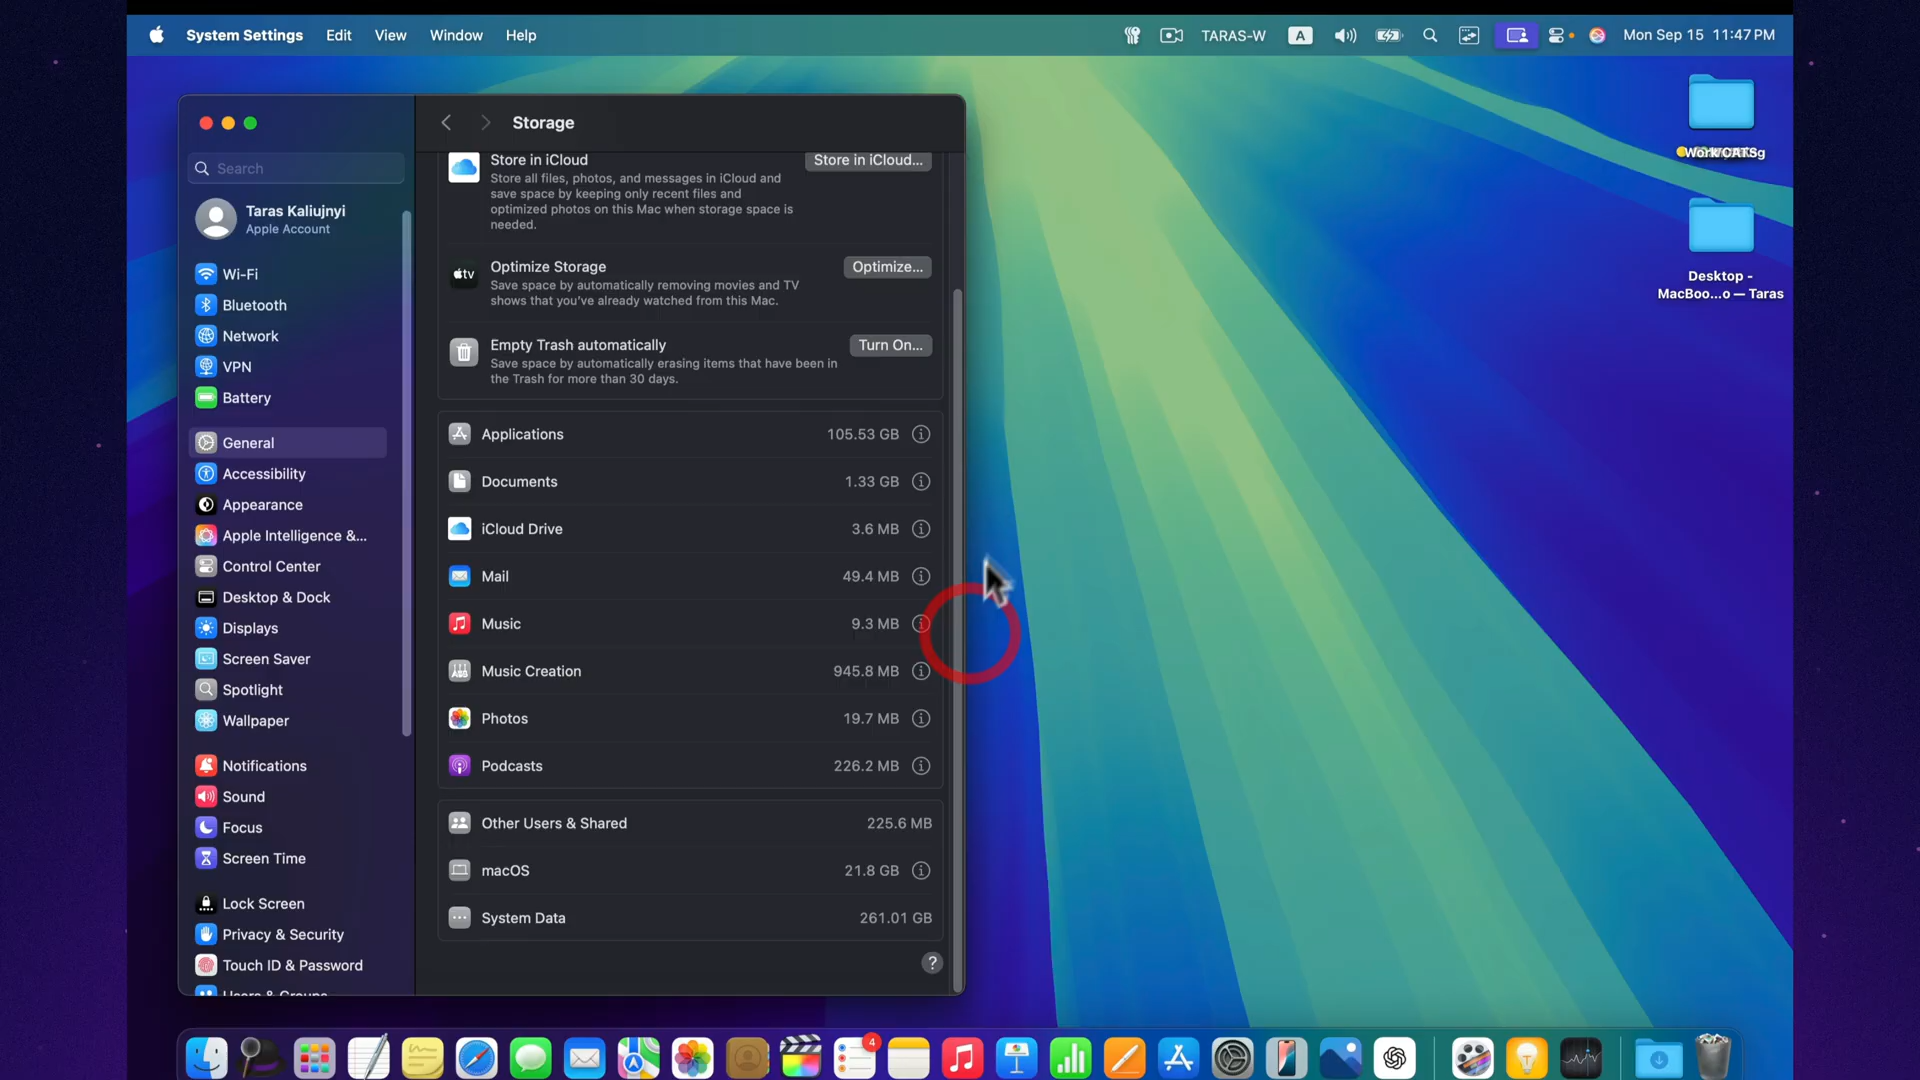 System Settings Edit View Window Help
TARAS-W A Mon Sep 15 11:47 PM
Storage
Search
Taras Kaliujnyi
Apple Account
Wi-Fi
Bluetooth
Network
VPN
Battery
General
Accessibility
Appearance
Apple Intelligence &...
Control Center
Desktop & Dock
Displays
Screen Saver
Spotlight
Wallpaper
Notifications
Sound
Focus
Screen Time
Lock Screen
Privacy & Security
Touch ID & Password
Users & Groups
Store in iCloud Store in iCloud...
Store all files, photos, and messages in iCloud and
save space by keeping only recent files and
optimized photos on this Mac when storage space is
needed.
tv
Optimize Storage Optimize...
Save space by automatically removing movies and TV
shows that you've already watched from this Mac.
Empty Trash automatically Turn On...
Save space by automatically erasing items that have been in
the Trash for more than 30 days.
Applications 105.53 GB
Documents 1.33 GB
iCloud Drive 3.6 MB
Mail 49.4 MB
Music 9.3 MB
Music Creation 945.8 MB
Photos 19.7 MB
Podcasts 226.2 MB
Other Users & Shared 225.6 MB
macOS 21.8 GB
System Data 261.01 GB
?
Desktop -
MacBoo...o — Taras
4